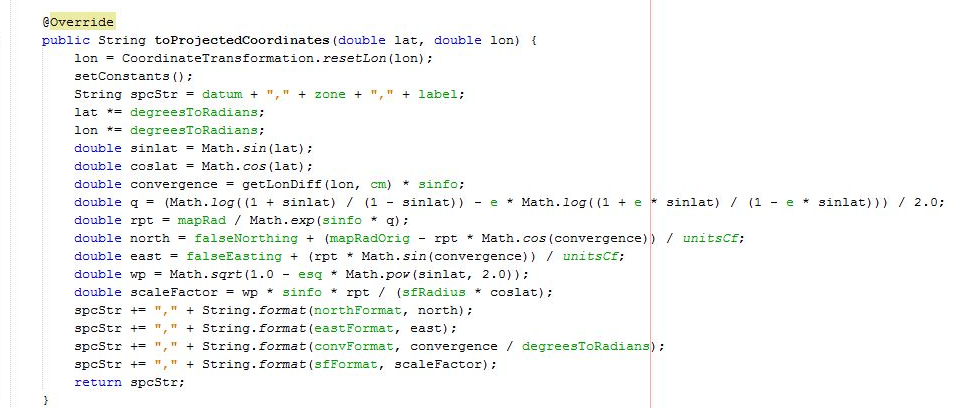 @Override
public String toProjectedCoordinates(double lat, double lon) {
lon = CoordinateTransformation.resetLon(lon);
setConstants();
String spcStr = datum + "," + zone + "," + label;
lat *= degreesToRadians;
lon *= degreesToRadians;
double sinlat = Math.sin(lat);
double coslat = Math.cos(lat);
double convergence = getLonDiff(lon, cm) * sinfo;
double q = (Math.log((1 + sinlat) / (1 - sinlat)) - e * Math.log((1 + e * sinlat) / (1 - e * sinlat))) / 2.0;
double rpt = mapRad / Math.exp(sinfo * q);
double north = falseNorthing + (mapRadOrig - rpt * Math.cos(convergence)) / unitsCf;
double east = falseEasting + (rpt * Math.sin(convergence)) / unitsCf;
double wp = Math.sqrt(1.0 - esq * Math.pow(sinlat, 2.0));
double scaleFactor = wp * sinfo * rpt / (sfRadius * coslat);
spcStr += "," + String.format(northFormat, north);
spcStr += "," + String.format(eastFormat, east);
spcStr += "," + String.format(convFormat, convergence / degreesToRadians);
spcStr += "," + String.format(sfFormat, scaleFactor);
return spcStr;
}